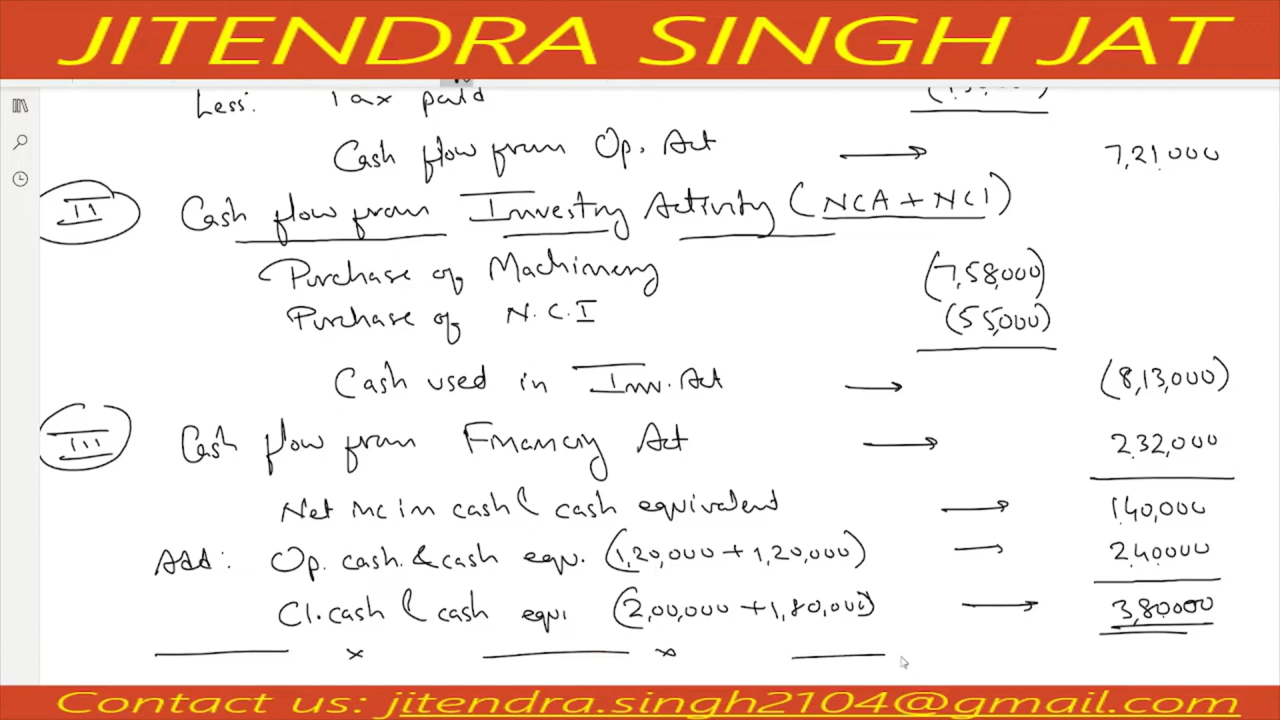 JITENDRA SINGH JAT
Less: Tax paid
Cash flow from Op. Act → 7,21,000
II Cash flow from Investing Activity (NCA + NCI)
Purchase of Machinery (7,58,000)
Purchase of N.C.I (55,000)
Cash used in Inv. Act → (8,13,000)
III Cash flow from Financing Act → 2,32,000
Net inc in cash & cash equivalent → 1,40,000
Add: Op. cash & cash equ. (1,20,000 + 1,20,000) → 2,40,000
Cl. cash & cash equi. (2,00,000 + 1,80,000) → 3,80,000
x x
Contact us: jitendra.singh2104@gmail.com